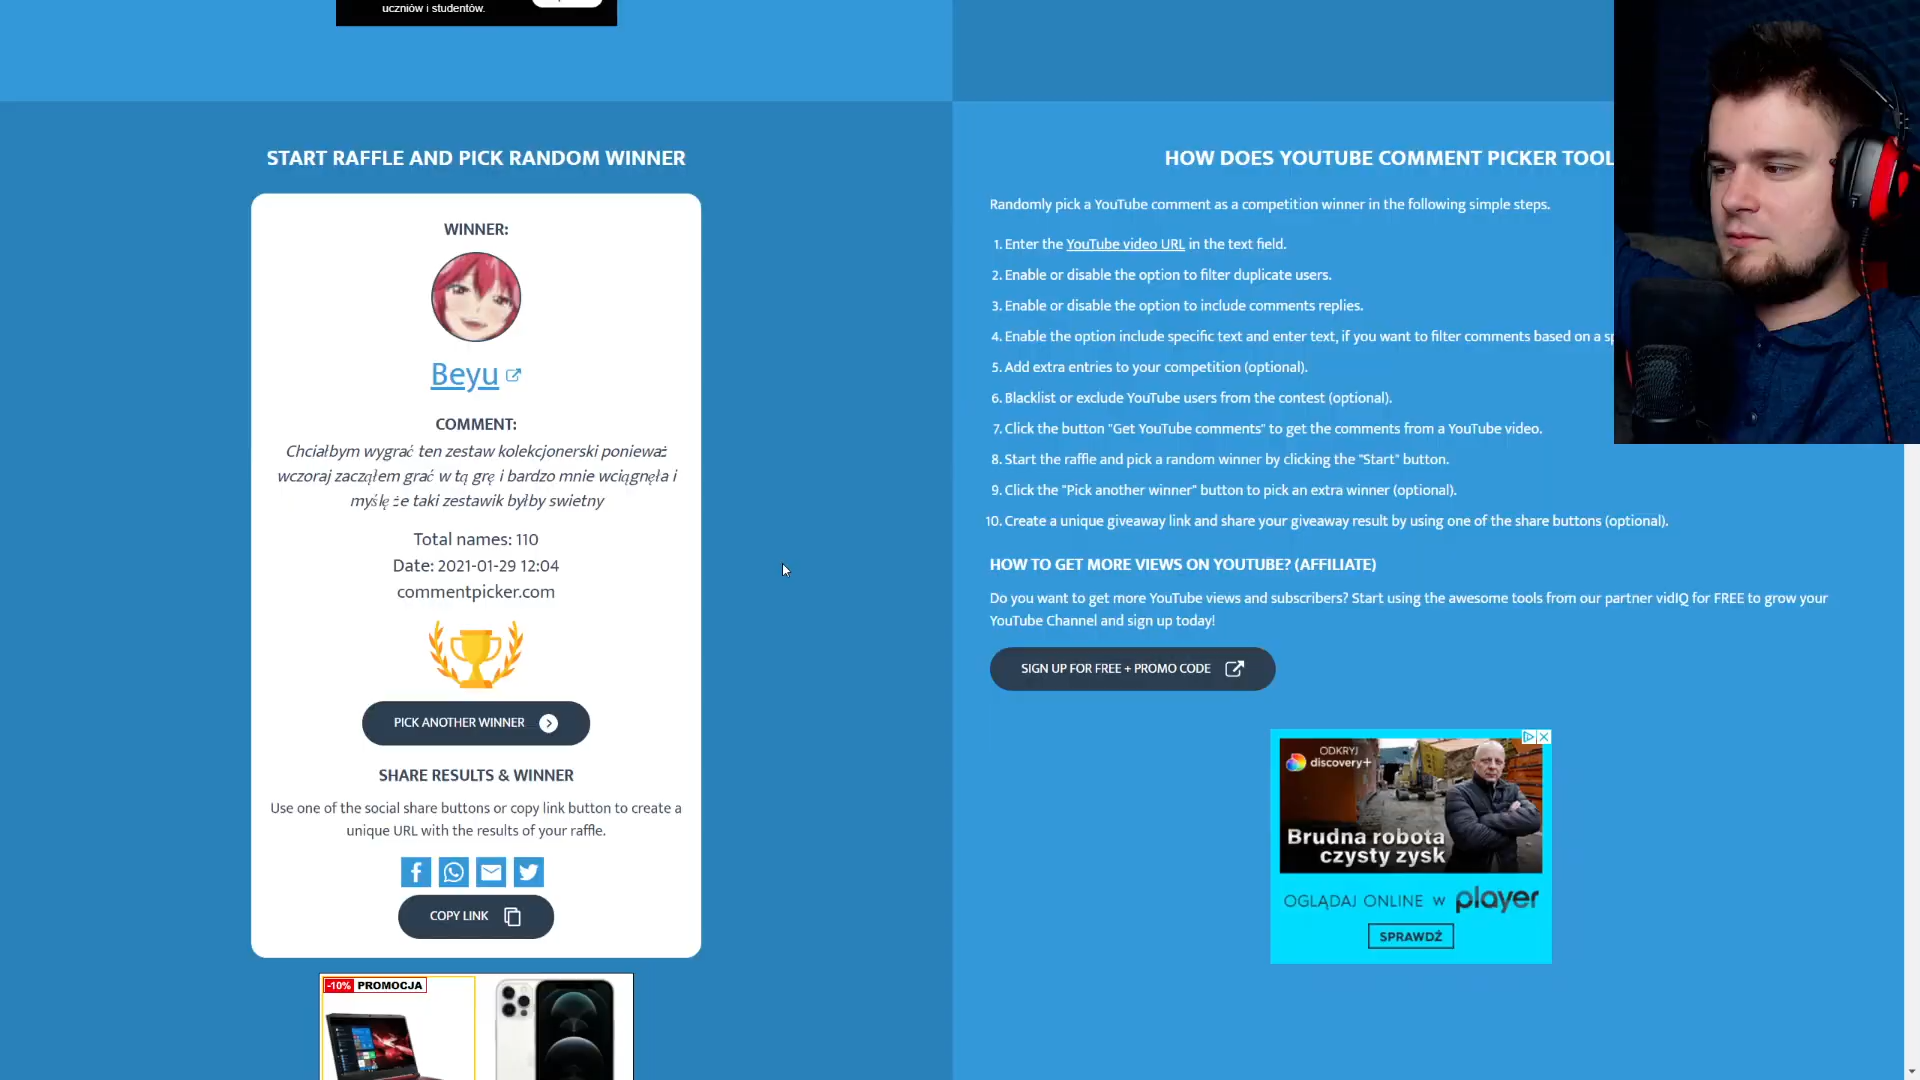 uczniów i studentów.
START RAFFLE AND PICK RANDOM WINNER
WINNER:
Beyu
COMMENT:
Chciałbym wygrać ten zestaw kolekcjonerski ponieważ
wczoraj zacząłem grać w tą grę i bardzo mnie wciągnęła i
myślę że taki zestawik byłby swietny
Total names: 110
Date: 2021-01-29 12:04
commentpicker.com
PICK ANOTHER WINNER
SHARE RESULTS & WINNER
Use one of the social share buttons or copy link button to create a
unique URL with the results of your raffle.
COPY LINK
-10% PROMOCJA
HOW DOES YOUTUBE COMMENT PICKER TOOL
Randomly pick a YouTube comment as a competition winner in the following simple steps.
1. Enter the YouTube video URL in the text field.
2. Enable or disable the option to filter duplicate users.
3. Enable or disable the option to include comments replies.
4. Enable the option include specific text and enter text, if you want to filter comments based on a
5. Add extra entries to your competition (optional).
6. Blacklist or exclude YouTube users from the contest (optional).
7. Click the button "Get YouTube comments" to get the comments from a YouTube video.
8. Start the raffle and pick a random winner by clicking the "Start" button.
9. Click the "Pick another winner" button to pick an extra winner (optional).
10. Create a unique giveaway link and share your giveaway result by using one of the share buttons (optional).
HOW TO GET MORE VIEWS ON YOUTUBE? (AFFILIATE)
Do you want to get more YouTube views and subscribers? Start using the awesome tools from our partner vidIQ for FREE to grow your
YouTube Channel and sign up today!
SIGN UP FOR FREE + PROMO CODE
ODKRYJ
discovery+
Brudna robota
czysty zysk
OGLĄDAJ ONLINE W player
SPRAWDŹ